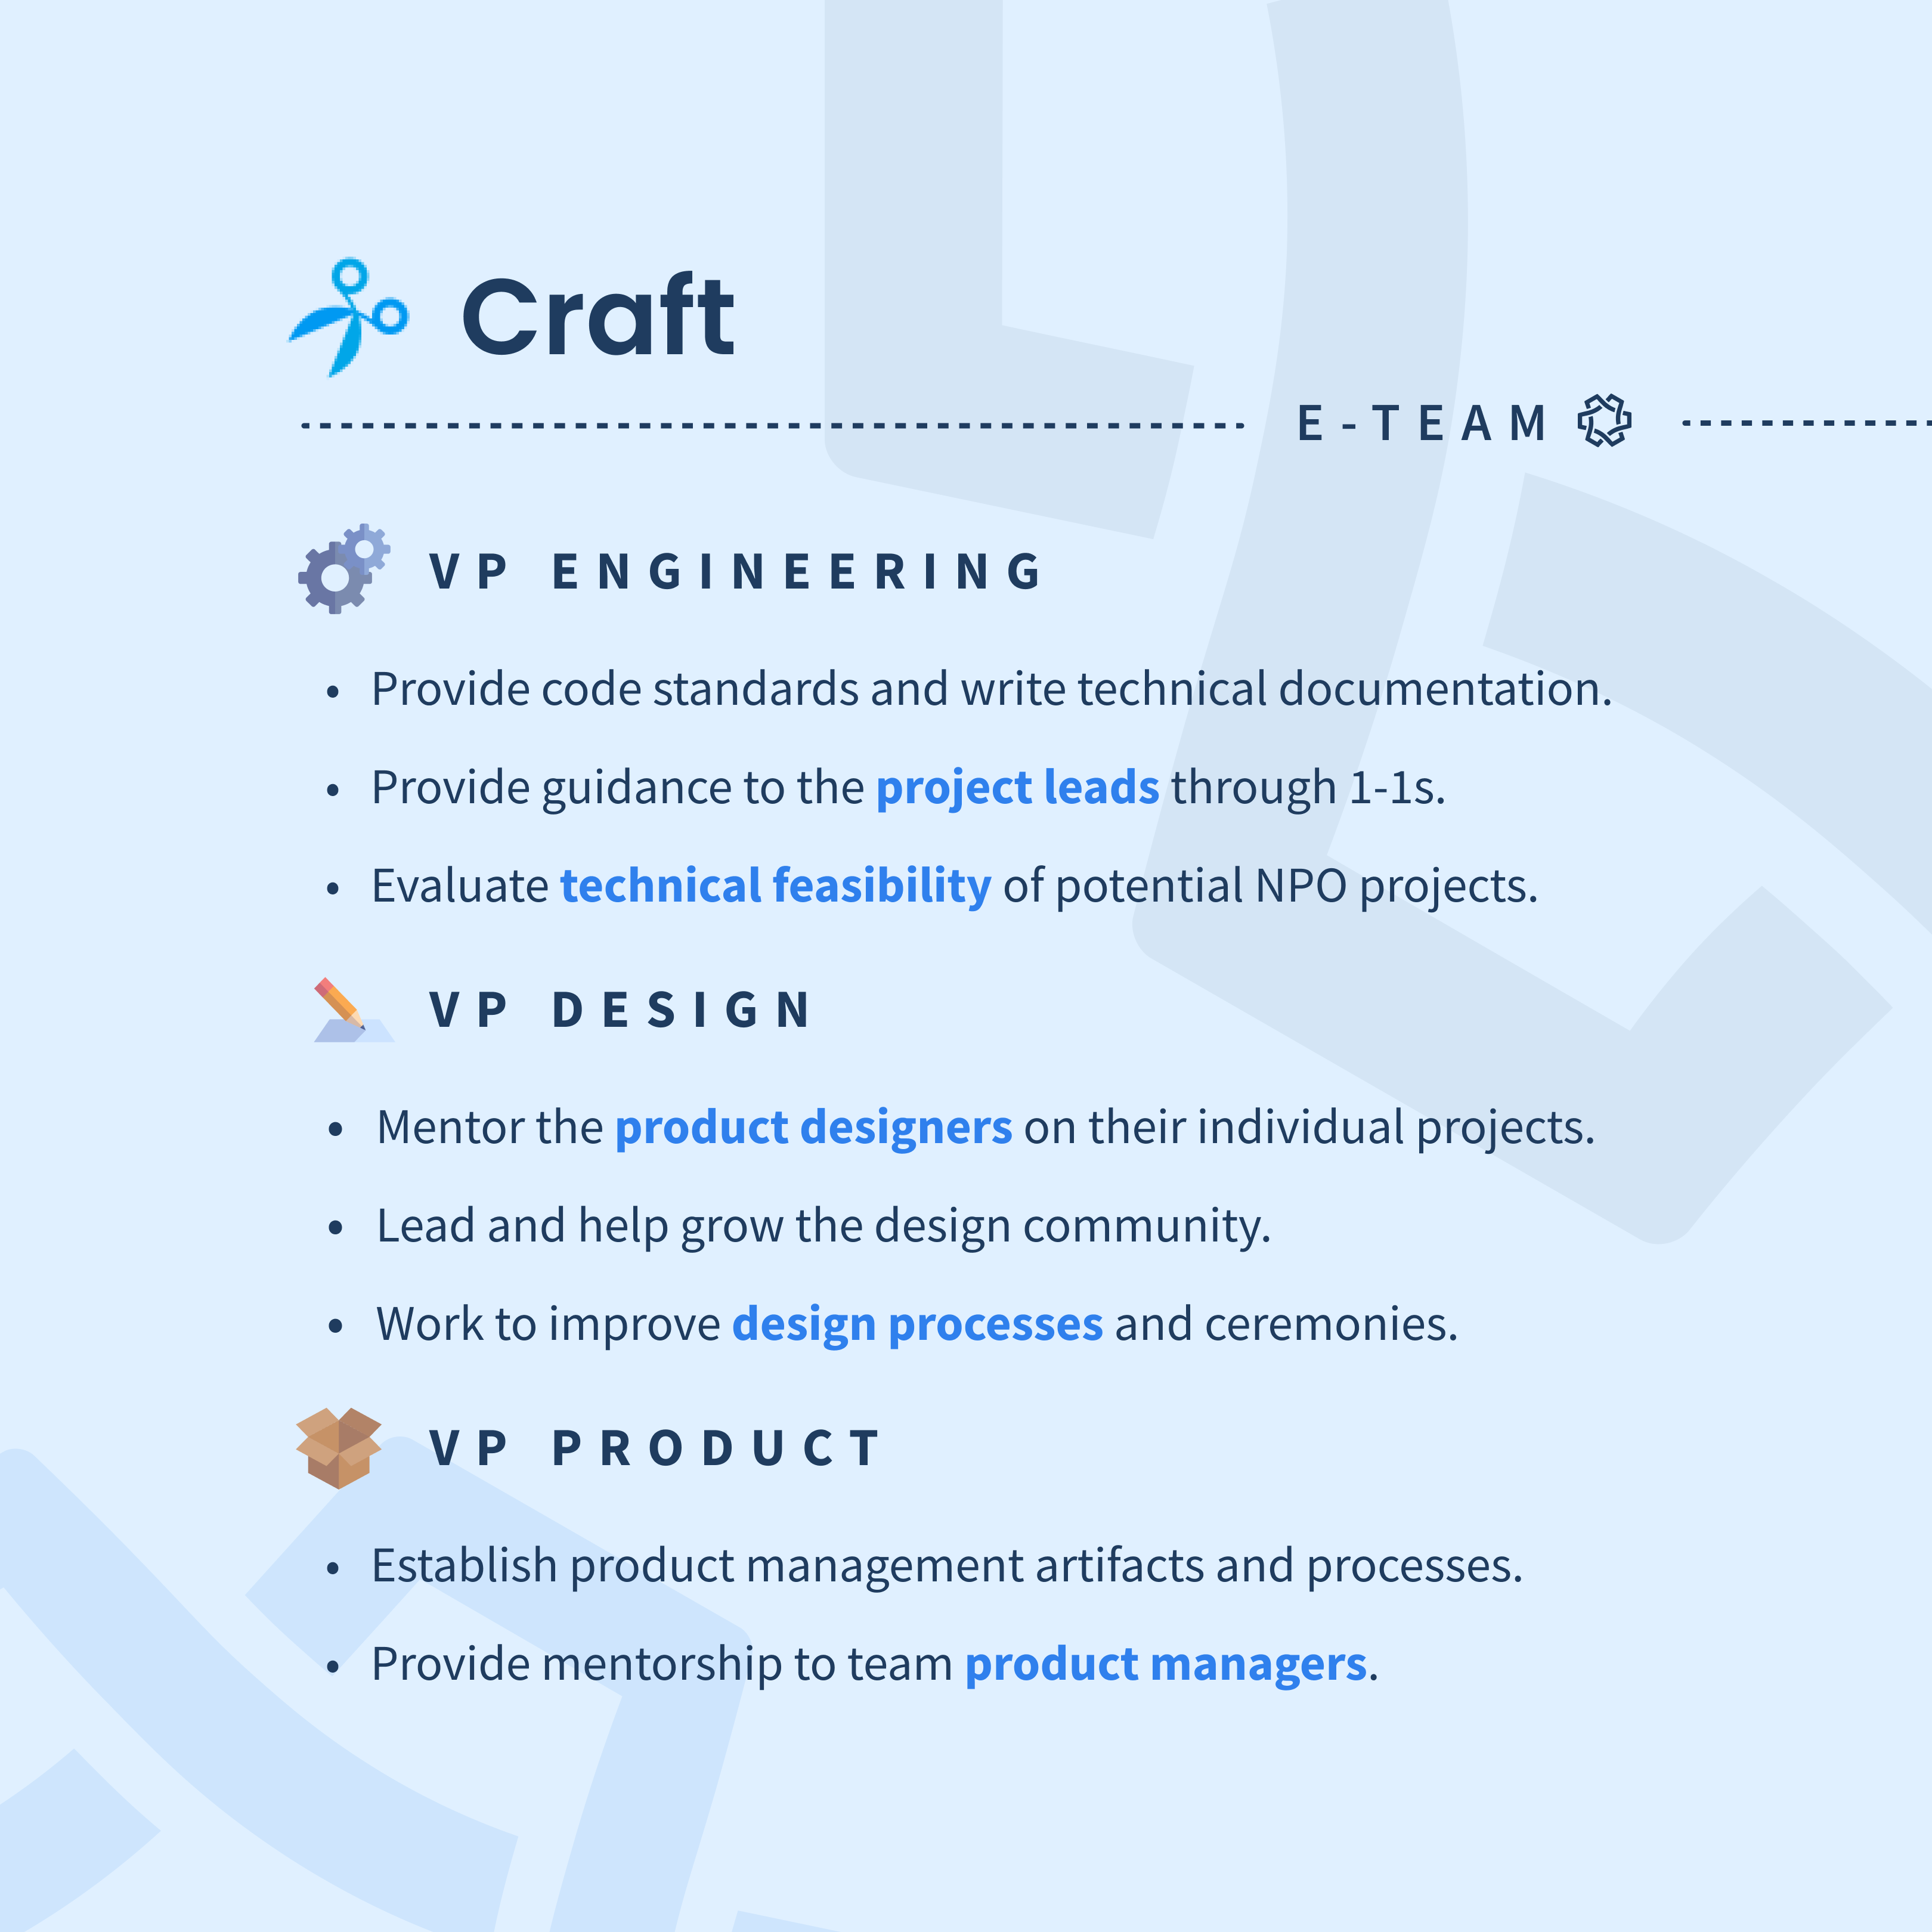 Craft
E-TEAM
VP ENGINEERING
• Provide code standards and write technical documentation.
• Provide guidance to the project leads through 1-1s.
• Evaluate technical feasibility of potential NPO projects.
VP DESIGN
• Mentor the product designers on their individual projects.
• Lead and help grow the design community.
• Work to improve design processes and ceremonies.
VP PRODUCT
• Establish product management artifacts and processes.
• Provide mentorship to team product managers.